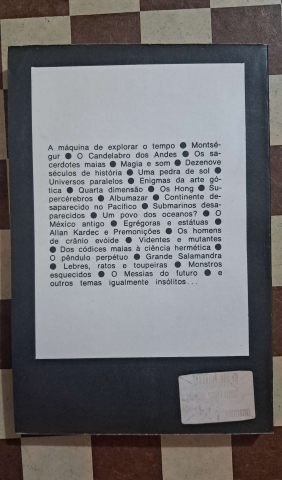 A máquina de explorar o tempo ● Montsé-
gur ● O Candelabro dos Andes ● Os sa-
cerdotes maias ● Magia e som ● Dezenove
séculos de história ● Uma pedra de sol ●
Universos paralelos ● Enigmas da arte gó-
tica ● Quarta dimensão ● Os Hong ● Su-
percérebros ● Albumazar ● Continente de-
saparecido no Pacífico ● Submarinos desa-
parecidos ● Um povo dos oceanos? ● O
México antigo ● Egrégoras e estátuas ●
Allan Kardec e Premonições ● Os homens
de crânio evóide ● Videntes e mutantes
● Dos códices maias à ciência hermética ●
O pêndulo perpétuo ● Grande Salamandra
● Lebres, ratos e toupeiras ● Monstros
esquecidos ● O Messias do futuro ● e
outros temas igualmente insólitos...